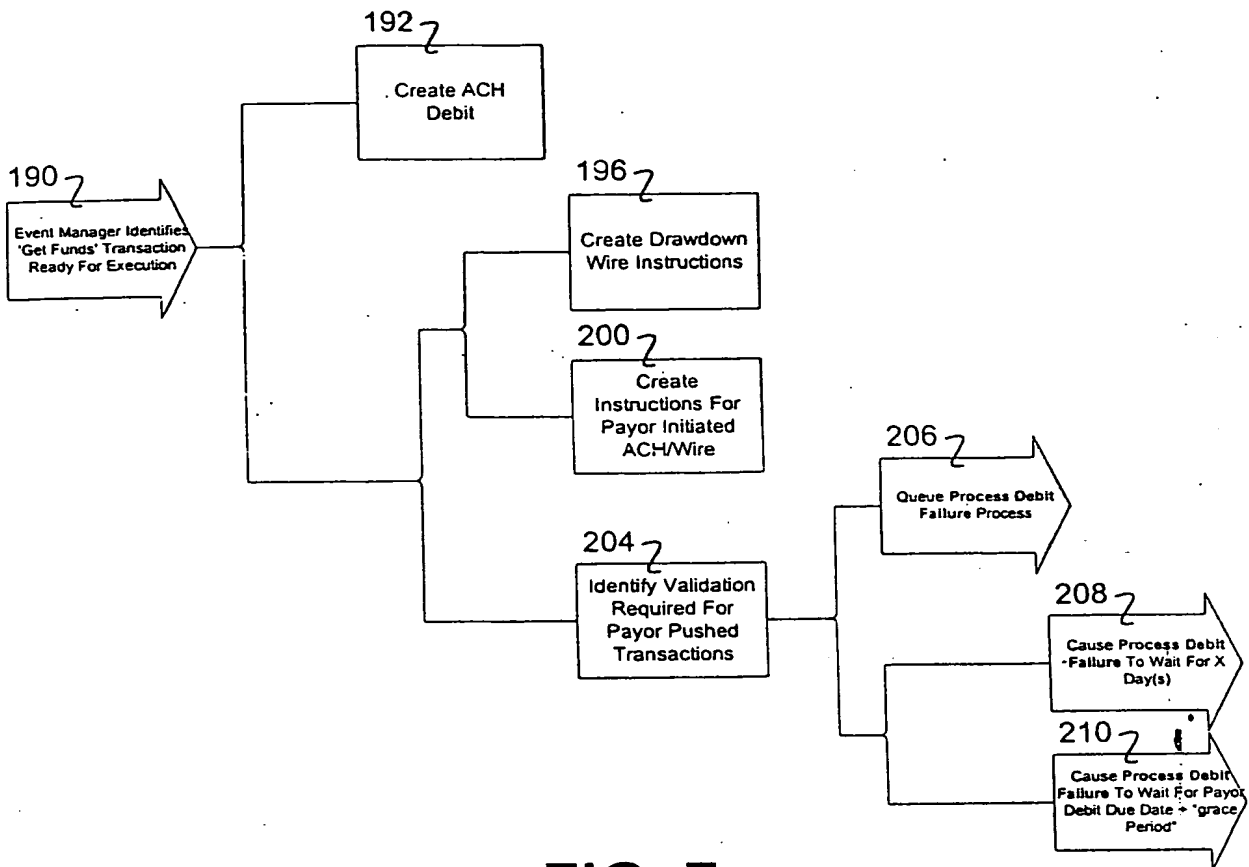 192
Create ACH
Debit
190
Event Manager Identifies
'Get Funds' Transaction
Ready For Execution
196
Create Drawdown
Wire Instructions
200
Create
Instructions For
Payor Initiated
ACH/Wire
204
Identify Validation
Required For
Payor Pushed
Transactions
206
Queue Process Debit
Failure Process
208
Cause Process Debit
Failure To Wait For X
Day(s)
210
Cause Process Debit
Failure To Wait For Payor
Debit Due Date + "grace
Period"